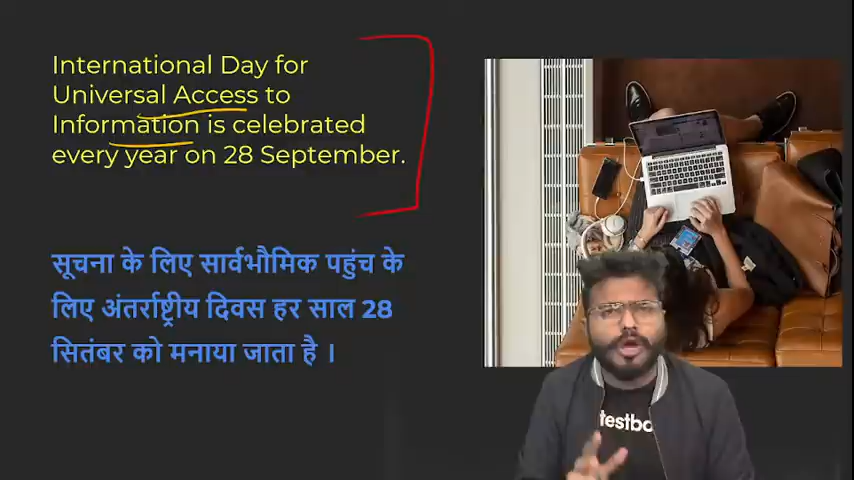 International Day for
Universal Access to
Information is celebrated
every year on 28 September.
सूचना के लिए सार्वभौमिक पहुंच के
लिए अंतर्राष्ट्रीय दिवस हर साल 28
सितंबर को मनाया जाता है ।